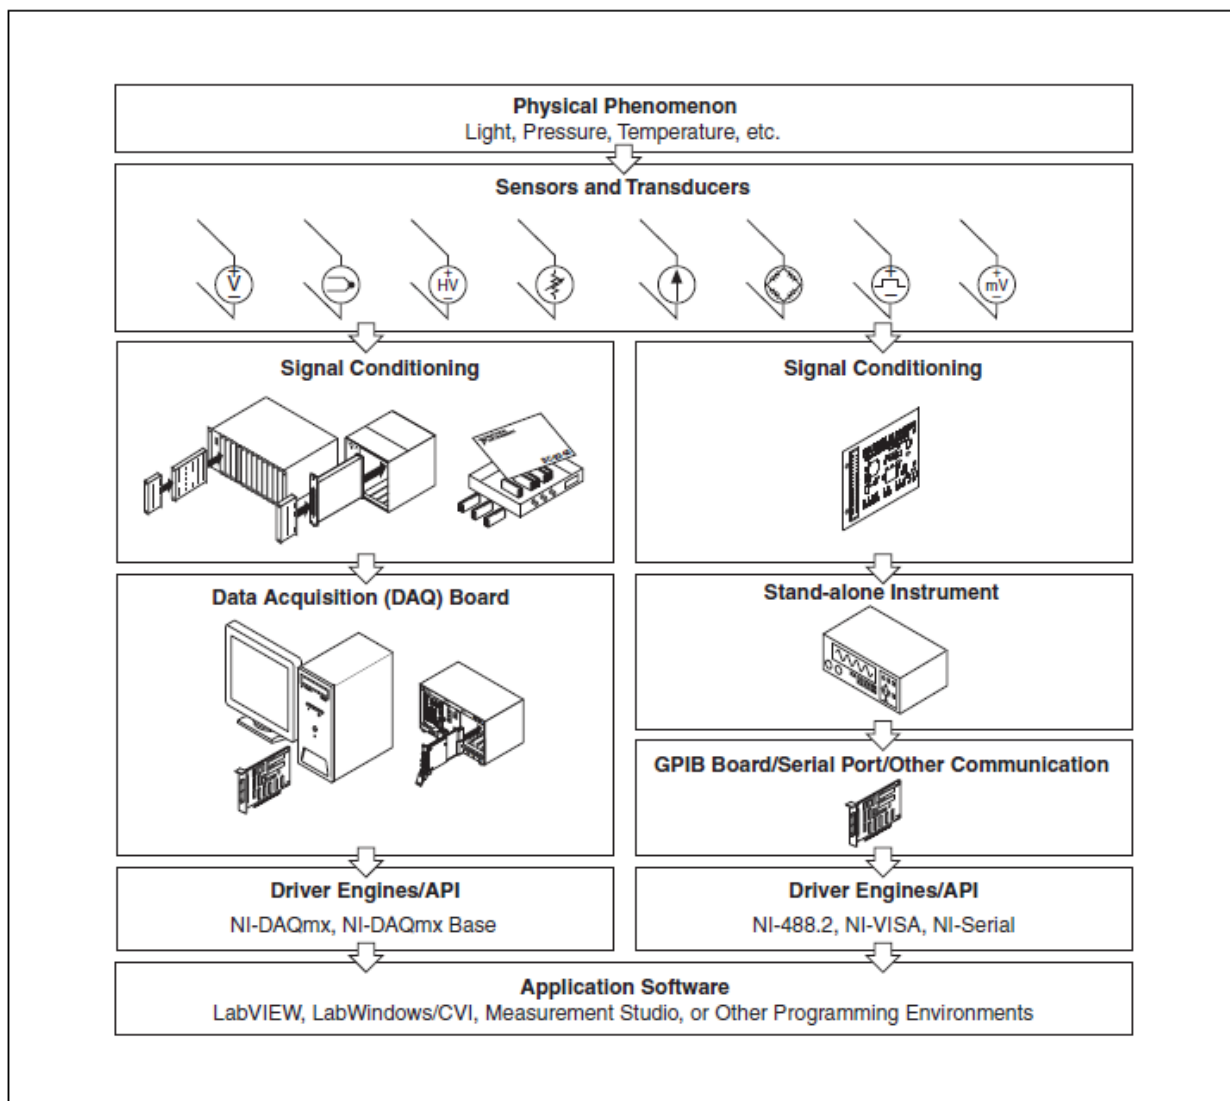 Physical Phenomenon
Light, Pressure, Temperature, etc.
Sensors and Transducers
+
V
−
+
HV
−
+
−
+
mV
−
Signal Conditioning
Signal Conditioning
Data Acquisition (DAQ) Board
Stand-alone Instrument
GPIB Board/Serial Port/Other Communication
Driver Engines/API
NI-DAQmx, NI-DAQmx Base
Driver Engines/API
NI-488.2, NI-VISA, NI-Serial
Application Software
LabVIEW, LabWindows/CVI, Measurement Studio, or Other Programming Environments